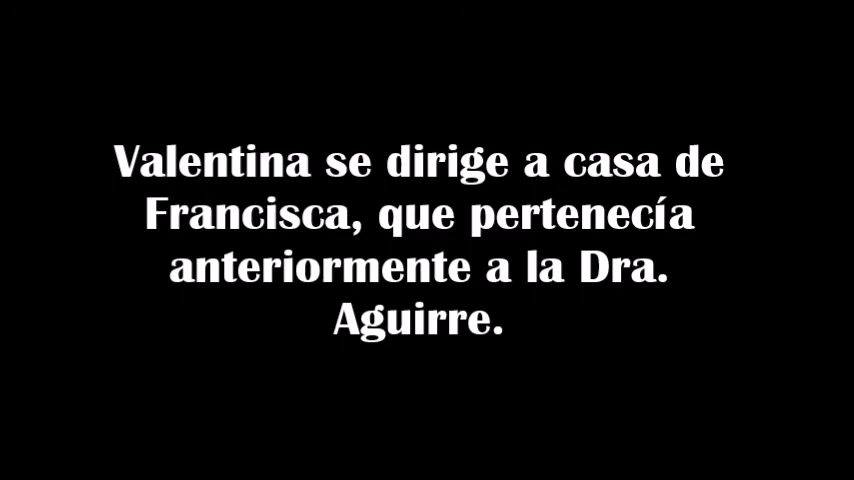 Valentina se dirige a casa de
Francisca, que pertenecía
anteriormente a la Dra.
Aguirre.